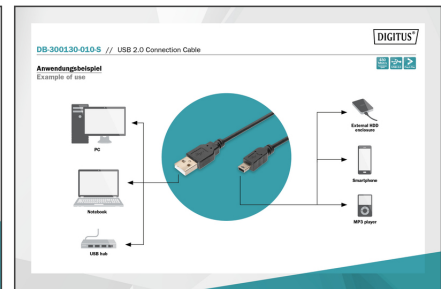 DIGITUS®
DB-300130-010-5 // USB 2.0 Connection Cable
Anwendungsbeispiel
Example of use
PC
Notebook
USB hub
External HDD
enclosure
Smartphone
MP3 player